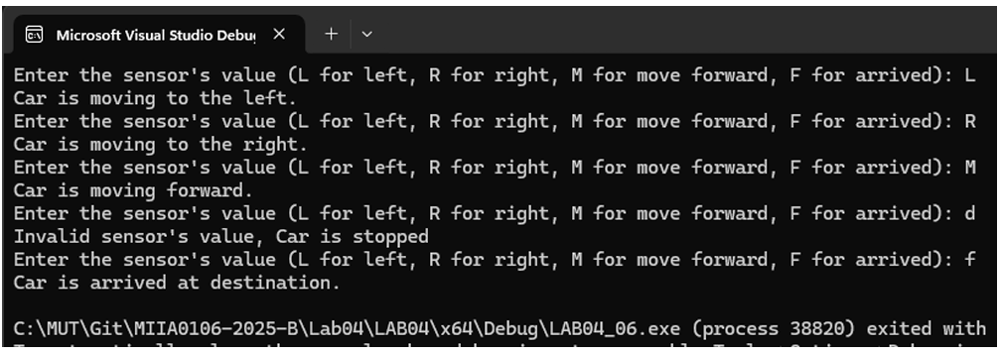 Microsoft Visual Studio Debu
Enter the sensor's value (L for left, R for right, M for move forward, F for arrived): L
Car is moving to the left.
Enter the sensor's value (L for left, R for right, M for move forward, F for arrived): R
Car is moving to the right.
Enter the sensor's value (L for left, R for right, M for move forward, F for arrived): M
Car is moving forward.
Enter the sensor's value (L for left, R for right, M for move forward, F for arrived): d
Invalid sensor's value, Car is stopped
Enter the sensor's value (L for left, R for right, M for move forward, F for arrived): f
Car is arrived at destination.
C:\MUT\Git\MIIA0106-2025-B\Lab04\LAB04\x64\Debug\LAB04_06.exe (process 38820) exited with